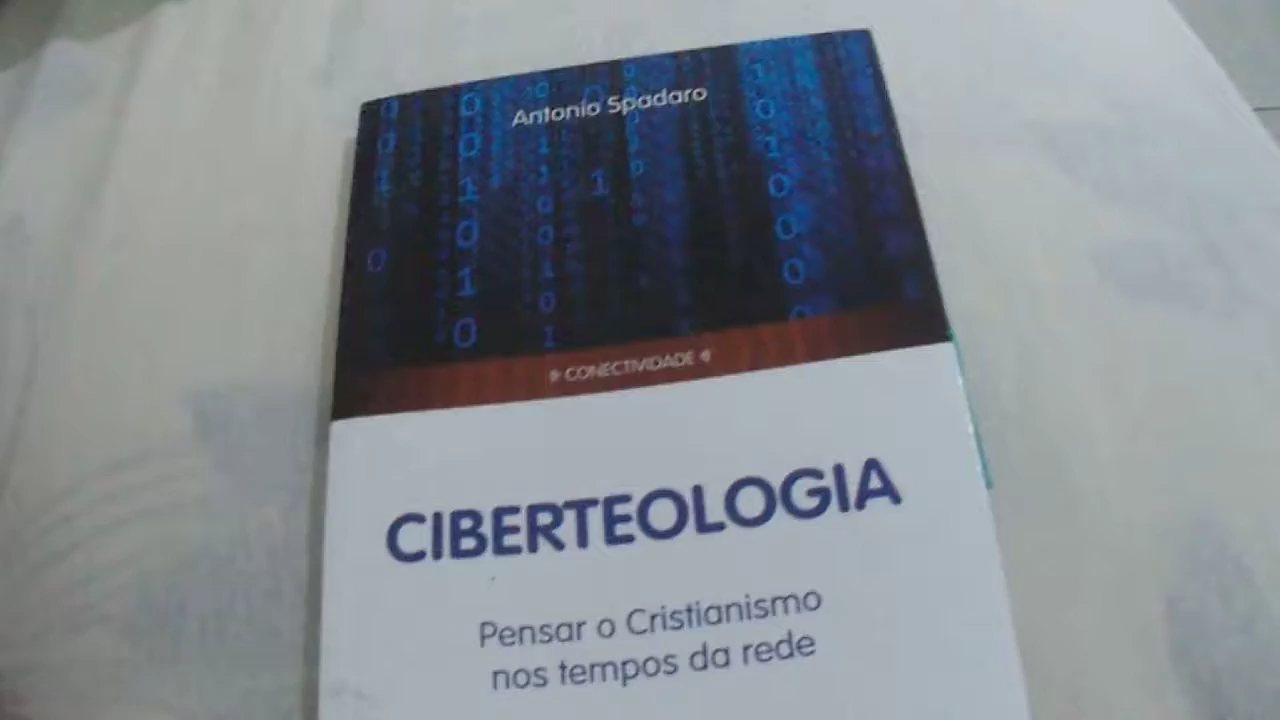 Antonio Spadaro
CONECTIVIDADE
CIBERTEOLOGIA
Pensar o Cristianismo
nos tempos da rede